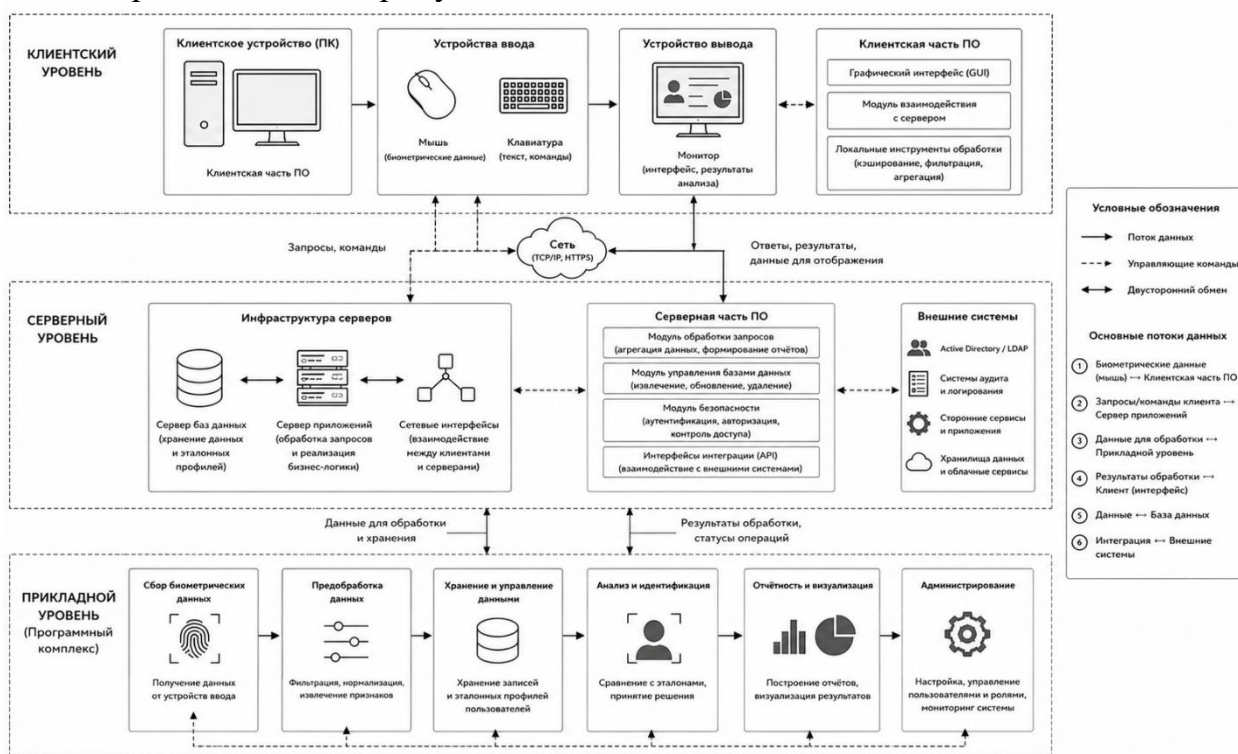 КЛИЕНТСКИЙ
УРОВЕНЬ
Клиентское устройство (ПК)
Клиентская часть ПО
Устройства ввода
Мышь
(биометрические данные)
Клавиатура
(текст, команды)
Устройство вывода
Монитор
(интерфейс, результаты
анализа)
Клиентская часть ПО
Графический интерфейс (GUI)
Модуль взаимодействия
с сервером
Локальные инструменты обработки
(кэширование, фильтрация,
агрегация)
Запросы, команды
Сеть
(TCP/IP, HTTPS)
Ответы, результаты,
данные для отображения
СЕРВЕРНЫЙ
УРОВЕНЬ
Инфраструктура серверов
Сервер баз данных
(хранение данных
и эталонных
профилей)
Сервер приложений
(обработка запросов
и реализация
бизнес-логики)
Сетевые интерфейсы
(взаимодействие
между клиентами
и серверами)
Серверная часть ПО
Модуль обработки запросов
(агрегация данных, формирование отчётов)
Модуль управления базами данных
(извлечение, обновление, удаление)
Модуль безопасности
(аутентификация, авторизация,
контроль доступа)
Интерфейсы интеграции (API)
(взаимодействие с внешними системами)
Внешние системы
Active Directory / LDAP
Системы аудита
и логирования
Сторонние сервисы
и приложения
Хранилища данных
и облачные сервисы
Данные для обработки
и хранения
Результаты обработки,
статусы операций
ПРИКЛАДНОЙ
УРОВЕНЬ
(Программный
комплекс)
Сбор биометрических
данных
Получение данных
от устройств ввода
Предобработка
данных
Фильтрация, нормализация,
извлечение признаков
Хранение и управление
данными
Хранение записей
и эталонных профилей
пользователей
Анализ и идентификация
Сравнение с эталонами,
принятие решения
Отчётность и визуализация
Построение отчётов,
визуализация результатов
Администрирование
Настройка, управление
пользователями и ролями,
мониторинг системы
Условные обозначения
Поток данных
Управляющие команды
Двусторонний обмен
Основные потоки данных
1 Биометрические данные
(мышь) ↔ Клиентская часть ПО
2 Запросы/команды клиента ↔
Сервер приложений
3 Данные для обработки ↔
Прикладной уровень
4 Результаты обработки ↔
Клиент (интерфейс)
5 Данные ↔ База данных
6 Интеграция ↔ Внешние
системы